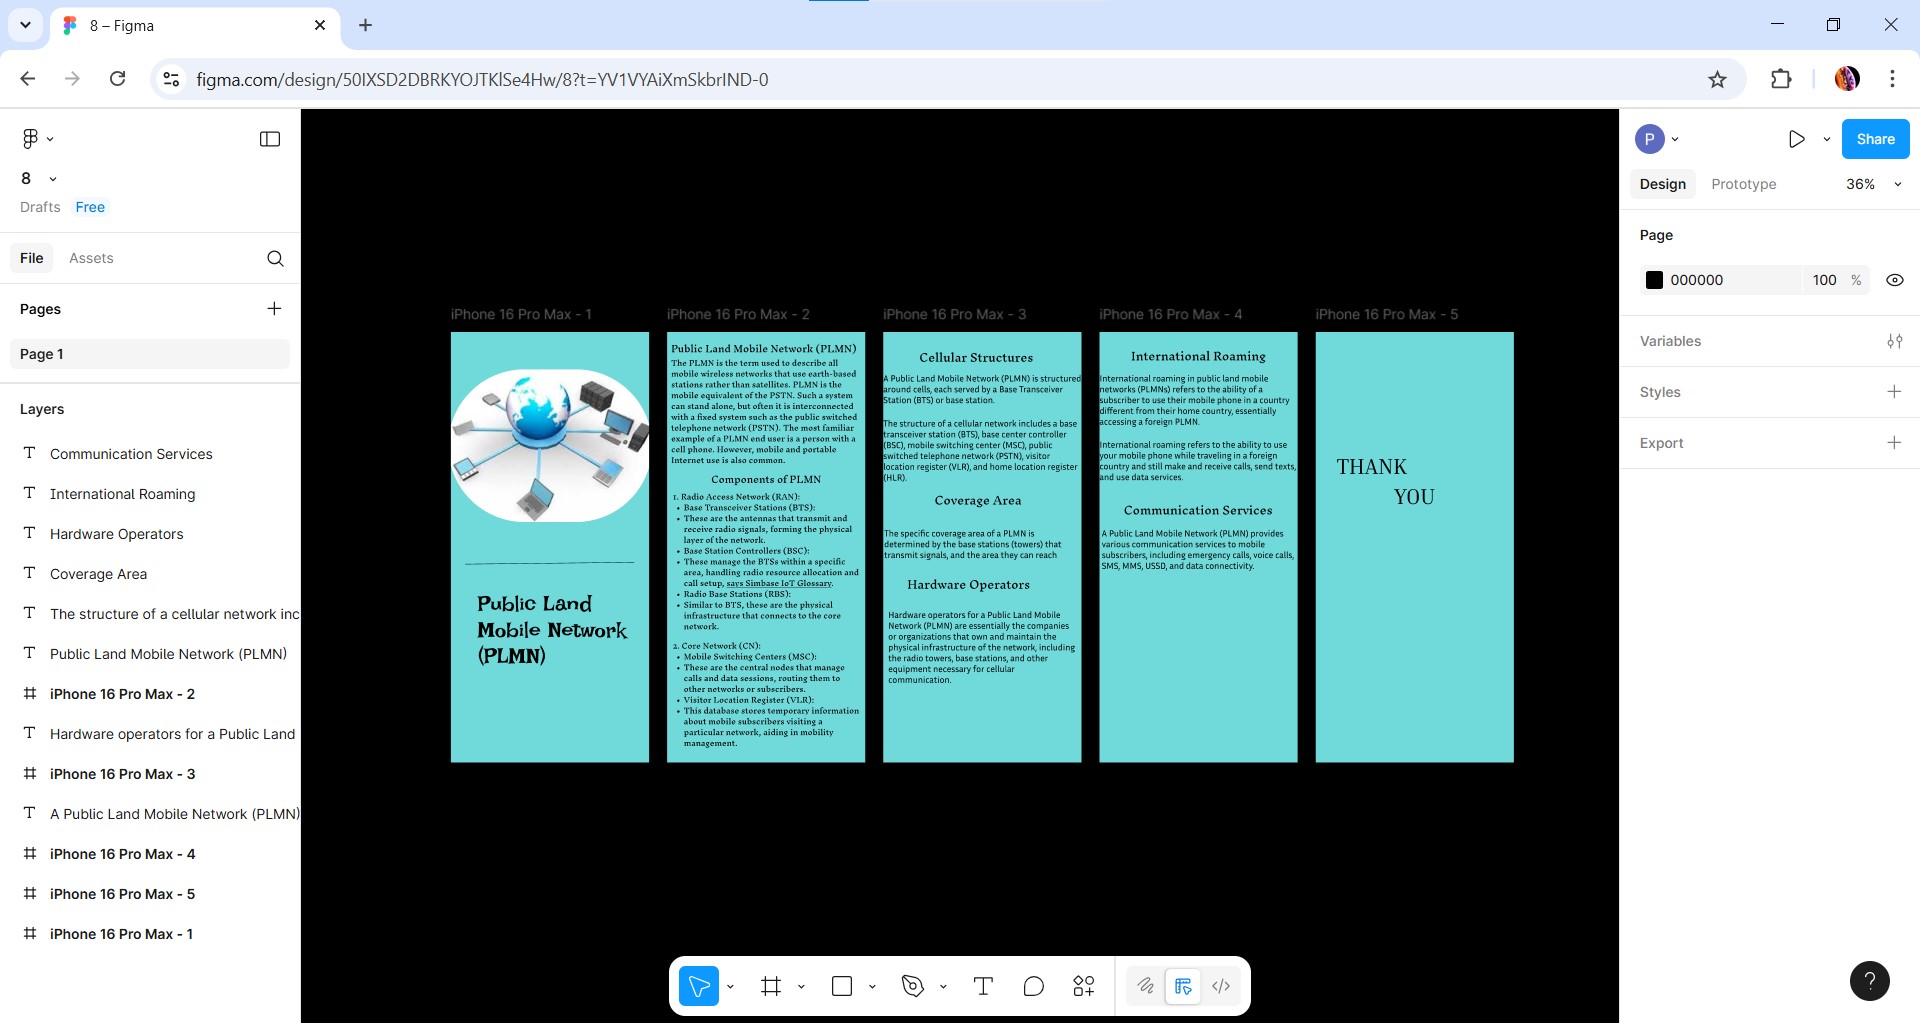 8 – Figma
figma.com/design/50IXSD2DBRKYOJTKlSe4Hw/8?t=YV1VYAiXmSkbrIND-0
8
Drafts Free
File Assets
Pages
Page 1
Layers
Communication Services
International Roaming
Hardware Operators
Coverage Area
The structure of a cellular network inc
Public Land Mobile Network (PLMN)
iPhone 16 Pro Max - 2
Hardware operators for a Public Land
iPhone 16 Pro Max - 3
A Public Land Mobile Network (PLMN)
iPhone 16 Pro Max - 4
iPhone 16 Pro Max - 5
iPhone 16 Pro Max - 1
iPhone 16 Pro Max - 1
Public Land
Mobile Network
(PLMN)
iPhone 16 Pro Max - 2
Public Land Mobile Network (PLMN)
The PLMN is the term used to describe all
mobile wireless networks that use earth-based
stations rather than satellites. PLMN is the
mobile equivalent of the PSTN. Such a system
can stand alone, but often it is interconnected
with a fixed system such as the public switched
telephone network (PSTN). The most familiar
example of a PLMN end user is a person with a
cell phone. However, mobile and portable
Internet use is also common.
Components of PLMN
1. Radio Access Network (RAN):
• Base Transceiver Stations (BTS):
• These are the antennas that transmit and
receive radio signals, forming the physical
layer of the network.
• Base Station Controllers (BSC):
• These manage the BTSs within a specific
area, handling radio resource allocation and
call setup, says Simbase IoT Glossary.
• Radio Base Stations (RBS):
• Similar to BTS, these are the physical
infrastructure that connects to the core
network.
2. Core Network (CN):
• Mobile Switching Centers (MSC):
• These are the central nodes that manage
calls and data sessions, routing them to
other networks or subscribers.
• Visitor Location Register (VLR):
• This database stores temporary information
about mobile subscribers visiting a
particular network, aiding in mobility
management.
iPhone 16 Pro Max - 3
Cellular Structures
A Public Land Mobile Network (PLMN) is structured
around cells, each served by a Base Transceiver
Station (BTS) or base station.
The structure of a cellular network includes a base
transceiver station (BTS), base center controller
(BSC), mobile switching center (MSC), public
switched telephone network (PSTN), visitor
location register (VLR), and home location register
(HLR).
Coverage Area
The specific coverage area of a PLMN is
determined by the base stations (towers) that
transmit signals, and the area they can reach
Hardware Operators
Hardware operators for a Public Land Mobile
Network (PLMN) are essentially the companies
or organizations that own and maintain the
physical infrastructure of the network, including
the radio towers, base stations, and other
equipment necessary for cellular
communication.
iPhone 16 Pro Max - 4
International Roaming
International roaming in public land mobile
networks (PLMNs) refers to the ability of a
subscriber to use their mobile phone in a country
different from their home country, essentially
accessing a foreign PLMN.
International roaming refers to the ability to use
your mobile phone while traveling in a foreign
country and still make and receive calls, send texts,
and use data services.
Communication Services
A Public Land Mobile Network (PLMN) provides
various communication services to mobile
subscribers, including emergency calls, voice calls,
SMS, MMS, USSD, and data connectivity.
iPhone 16 Pro Max - 5
THANK
YOU
P
Share
Design Prototype 36%
Page
000000 100 %
Variables
Styles
Export
?